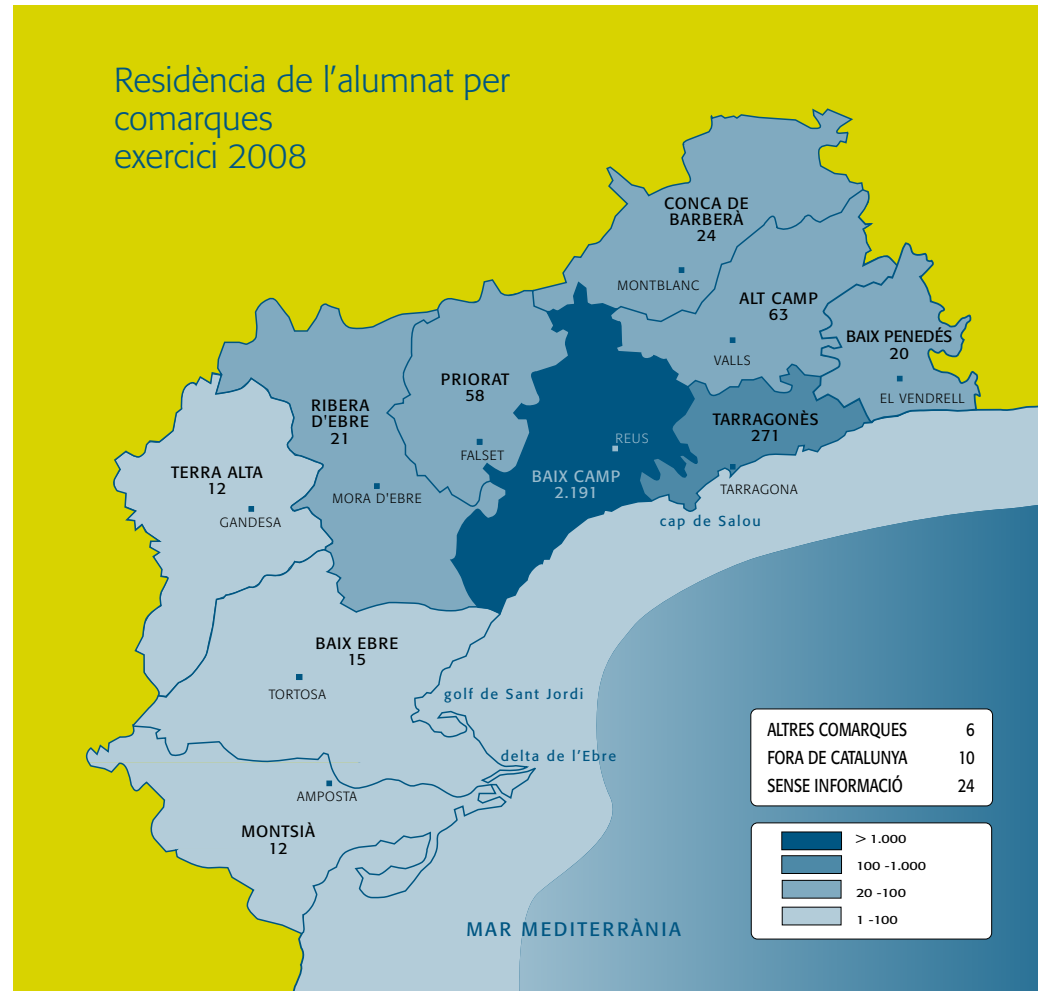 Residència de l'alumnat per
comarques
exercici 2008
CONCA DE
BARBERÀ
24
MONTBLANC
ALT CAMP
63
VALLS
BAIX PENEDÉS
20
EL VENDRELL
PRIORAT
58
FALSET
RIBERA
D'EBRE
21
MORA D'EBRE
TARRAGONÈS
271
TARRAGONA
REUS
BAIX CAMP
2.191
cap de Salou
TERRA ALTA
12
GANDESA
BAIX EBRE
15
TORTOSA
golf de Sant Jordi
delta de l'Ebre
AMPOSTA
MONTSIÀ
12
MAR MEDITERRÀNIA
ALTRES COMARQUES 6
FORA DE CATALUNYA 10
SENSE INFORMACIÓ 24
> 1.000
100 -1.000
20 -100
1 -100